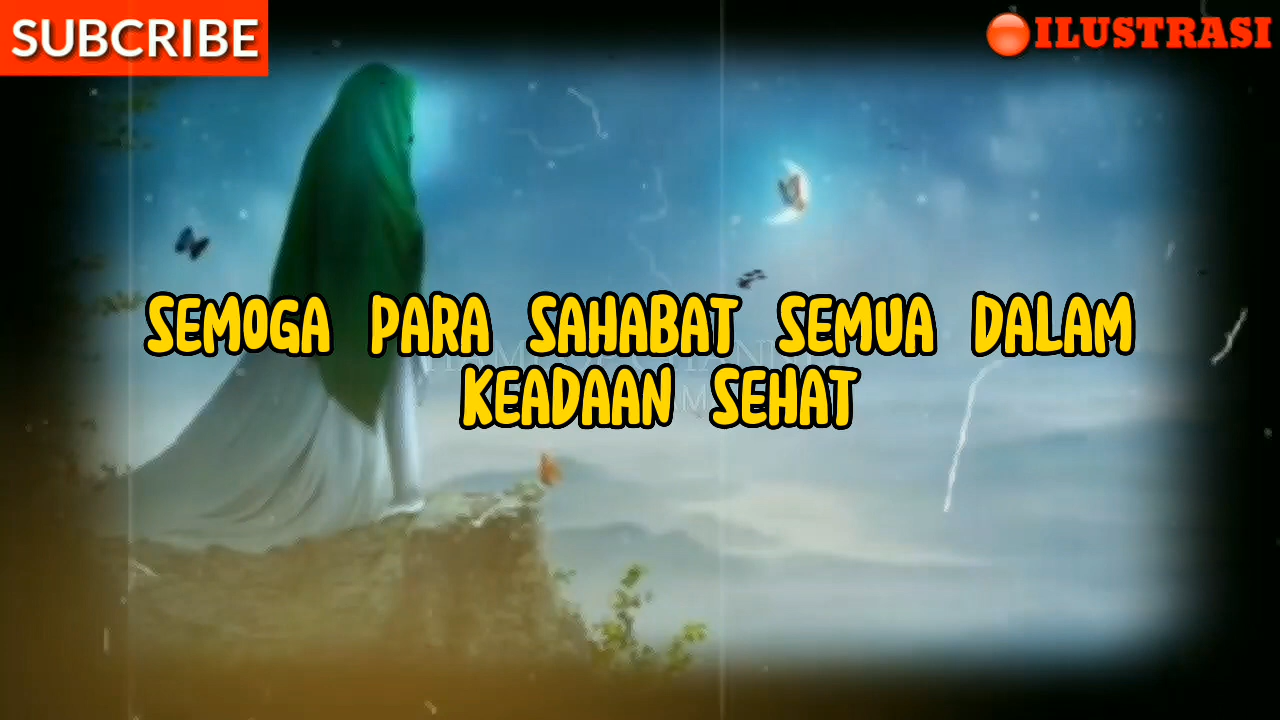 SUBCRIBE
ILUSTRASI
SEMOGA PARA SAHABAT SEMUA DALAM
KEADAAN SEHAT